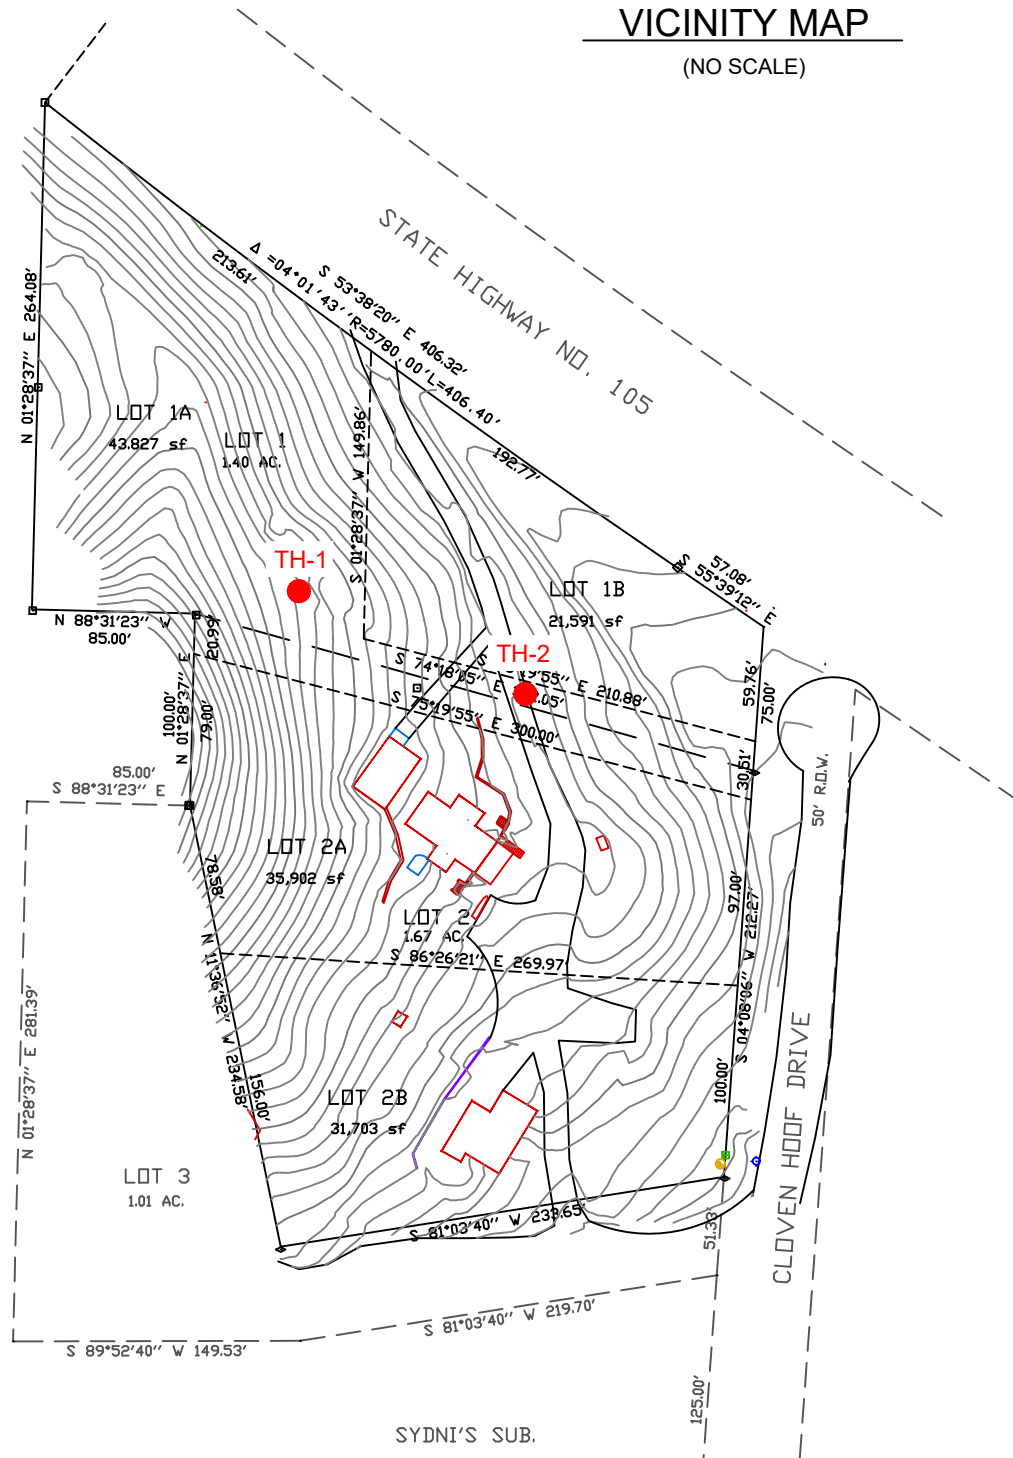 VICINITY MAP
(NO SCALE)
STATE HIGHWAY NO. 105
S 53°38'20'' E 406.32'
Δ =04°01'43''R=5780.00'L=406.40'
213.61'
192.77'
N 01°28'37'' E 264.08'
LOT 1A
43,827 sf
LOT 1
1.40 AC.
S 01°28'37'' W 149.86'
57.08'
S 55°39'12'' E
TH-1
LOT 1B
21,591 sf
N 88°31'23'' W
85.00'
20.99'
TH-2
S 74°18'05'' E
.05'
E 210.88'
S 75°19'55'' E 300.00'
59.76'
75.00'
30.51'
100.00'
N 01°28'37'' E
79.00'
85.00'
S 88°31'23'' E
50' R.O.W.
LOT 2A
35,902 sf
78.58'
LOT 2
1.67 AC.
97.00'
S 04°08'06'' W 212.27'
S 86°26'21'' E 269.97'
N 11°36'52'' W 234.58'
N 01°28'37'' E 281.39'
156.00'
100.00'
LOT 2B
31,703 sf
CLOVEN HOOF DRIVE
LOT 3
1.01 AC.
S 81°03'40'' W 233.65'
51.38'
S 81°03'40'' W 219.70'
S 89°52'40'' W 149.53'
125.00'
SYDNI'S SUB.